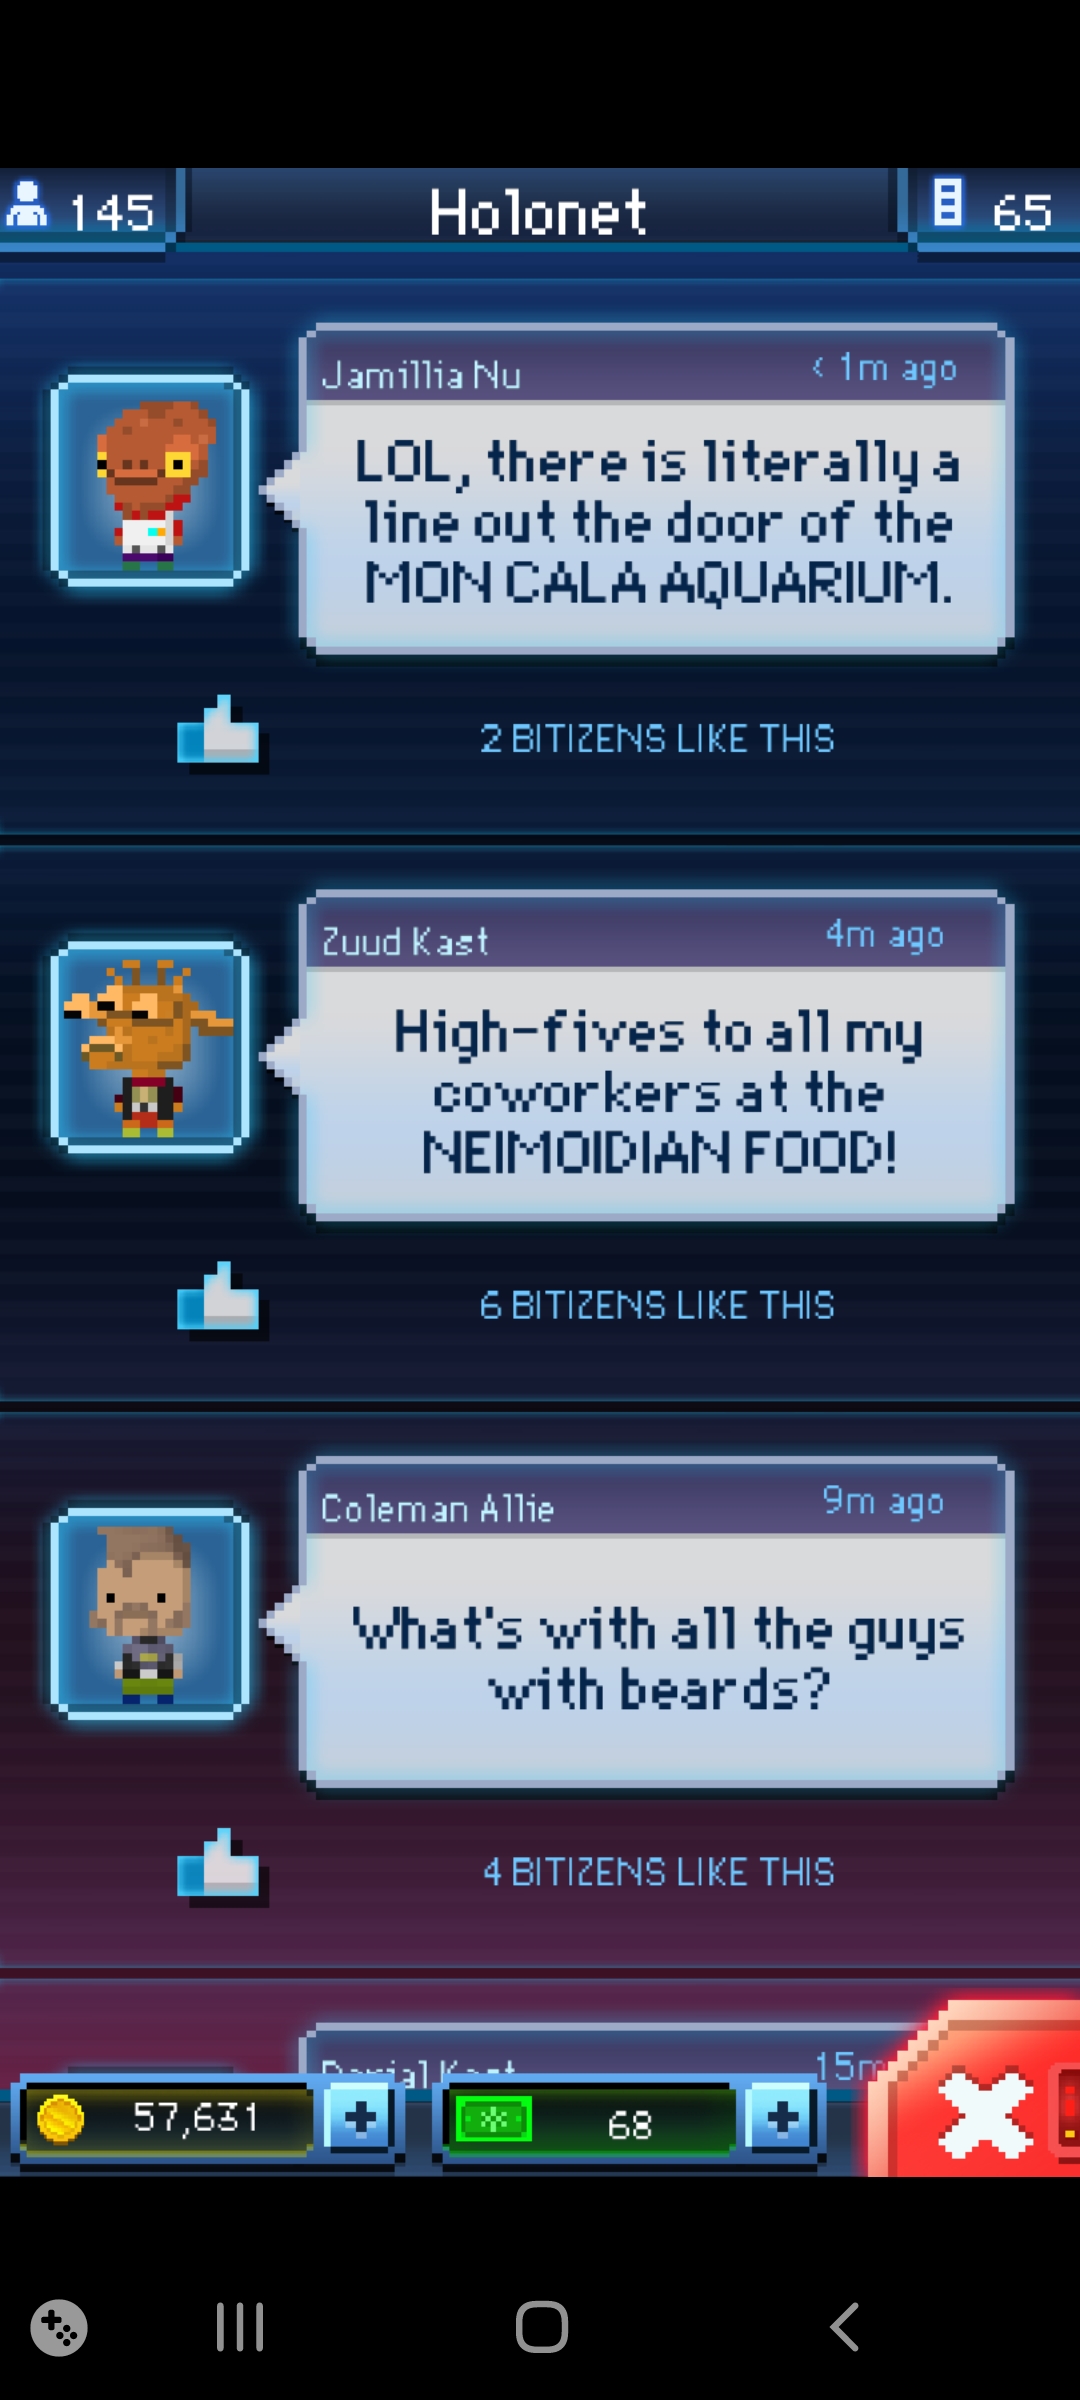 145
Holonet
65
Jamillia Nu
< 1m ago
LOL, there is literally a
line out the door of the
MON CALA AQUARIUM.
2 BITIZENS LIKE THIS
Zuud Kast
4m ago
High-fives to all my
coworkers at the
NEIMOIDIAN FOOD!
6 BITIZENS LIKE THIS
Coleman Allie
9m ago
What's with all the guys
with beards?
4 BITIZENS LIKE THIS
15m
57,631
68